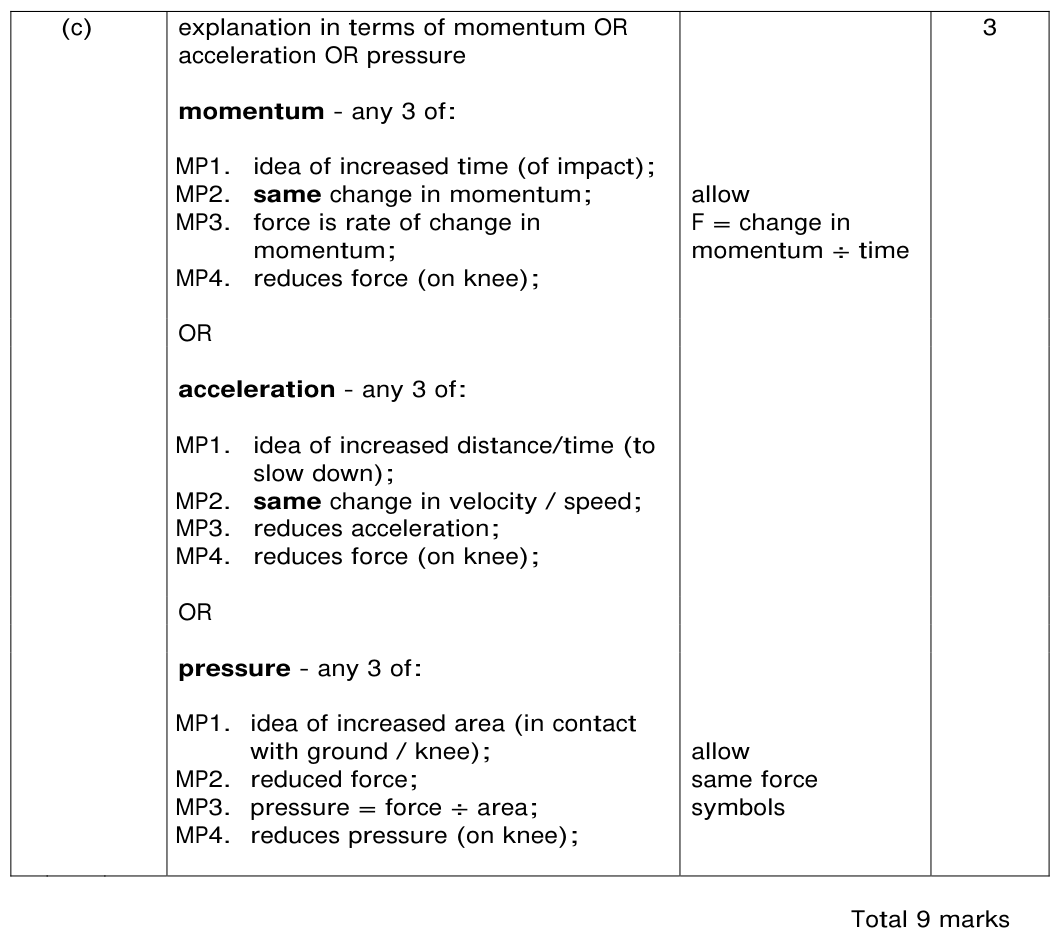 (c) explanation in terms of momentum OR 3
acceleration OR pressure
momentum - any 3 of:
MP1. idea of increased time (of impact);
MP2. same change in momentum; allow
MP3. force is rate of change in F = change in
momentum; momentum ÷ time
MP4. reduces force (on knee);
OR
acceleration - any 3 of:
MP1. idea of increased distance/time (to
slow down);
MP2. same change in velocity / speed;
MP3. reduces acceleration;
MP4. reduces force (on knee);
OR
pressure - any 3 of:
MP1. idea of increased area (in contact
with ground / knee); allow
MP2. reduced force; same force
MP3. pressure = force ÷ area; symbols
MP4. reduces pressure (on knee);
Total 9 marks